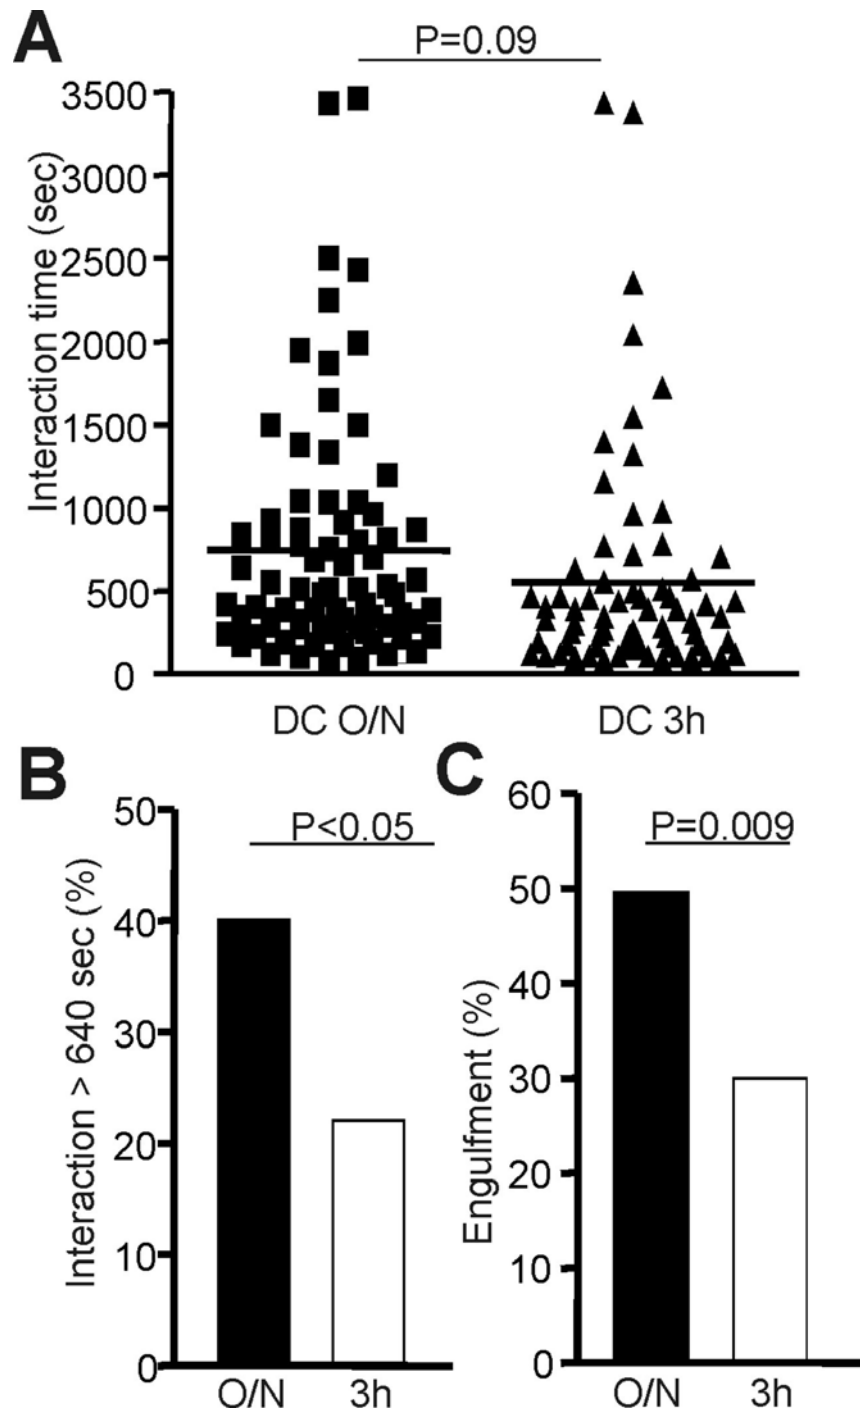 A
P=0.09
Interaction time (sec)
3500
3000
2500
2000
1500
1000
500
0
DC O/N
DC 3h
B
P<0.05
Interaction > 640 sec (%)
50
40
30
20
10
0
O/N
3h
C
P=0.009
Engulfment (%)
60
50
40
30
20
10
0
O/N
3h